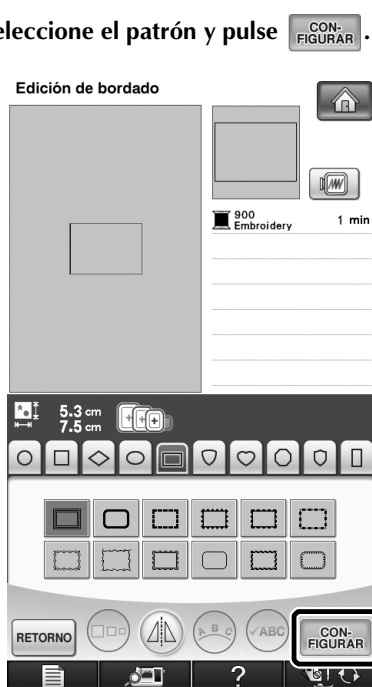 eleccione el patrón y pulse CON-
FIGURAR .
Edición de bordado
900
Embroidery 1 min
5.3 cm
7.5 cm
RETORNO
A B C
✓ABC
CON-
FIGURAR
?